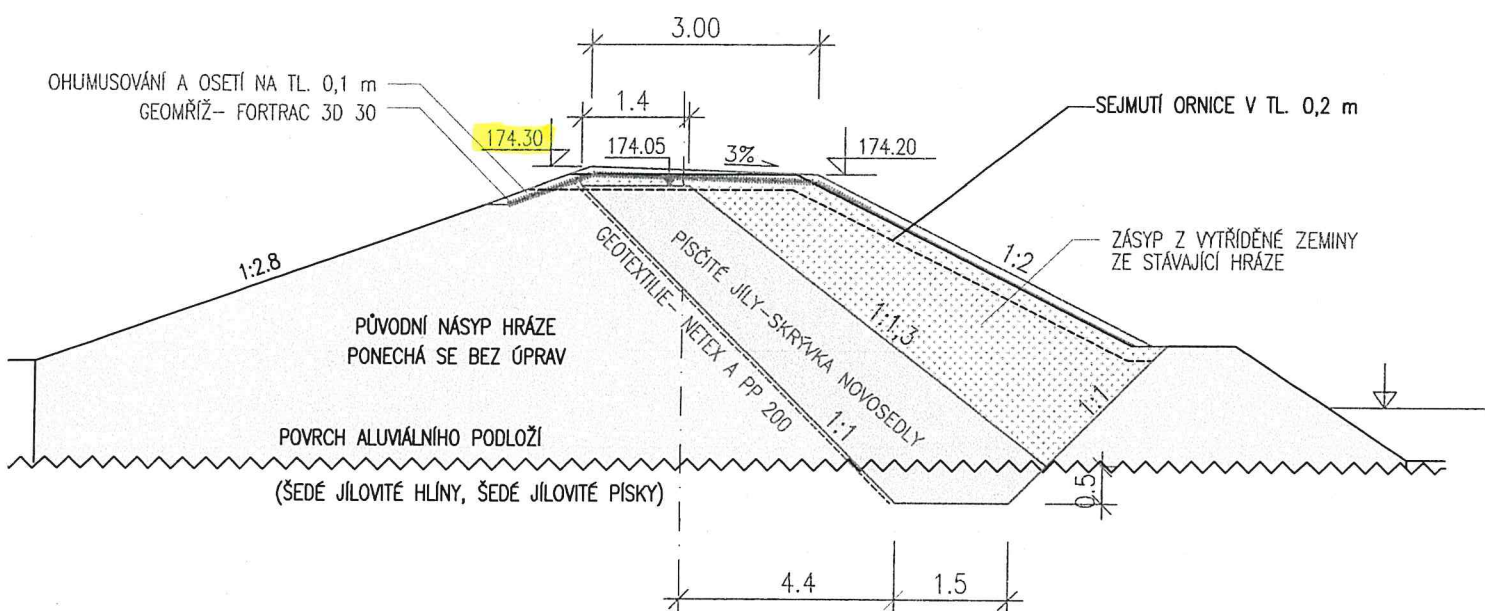 3.00
OHUMUSOVÁNÍ A OSETÍ NA TL. 0,1 m
GEOMŘÍŽ- FORTRAC 3D 30
1.4
SEJMUTÍ ORNICE V TL. 0,2 m
174.30
174.05
3%
174.20
ZÁSYP Z VYTŘÍDĚNÉ ZEMINY
ZE STÁVAJÍCÍ HRÁZE
1:2.8
1:2
PŮVODNÍ NÁSYP HRÁZE
PONECHÁ SE BEZ ÚPRAV
GEOTEXTILIE- NETEX A PP 200
PÍSČITÉ JÍLY-SKRÝVKA NOVOSEDLY
1:1,3
1:1
1:1
POVRCH ALUVIÁLNÍHO PODLOŽÍ
(ŠEDÉ JÍLOVITÉ HLÍNY, ŠEDÉ JÍLOVITÉ PÍSKY)
0.5
4.4
1.5